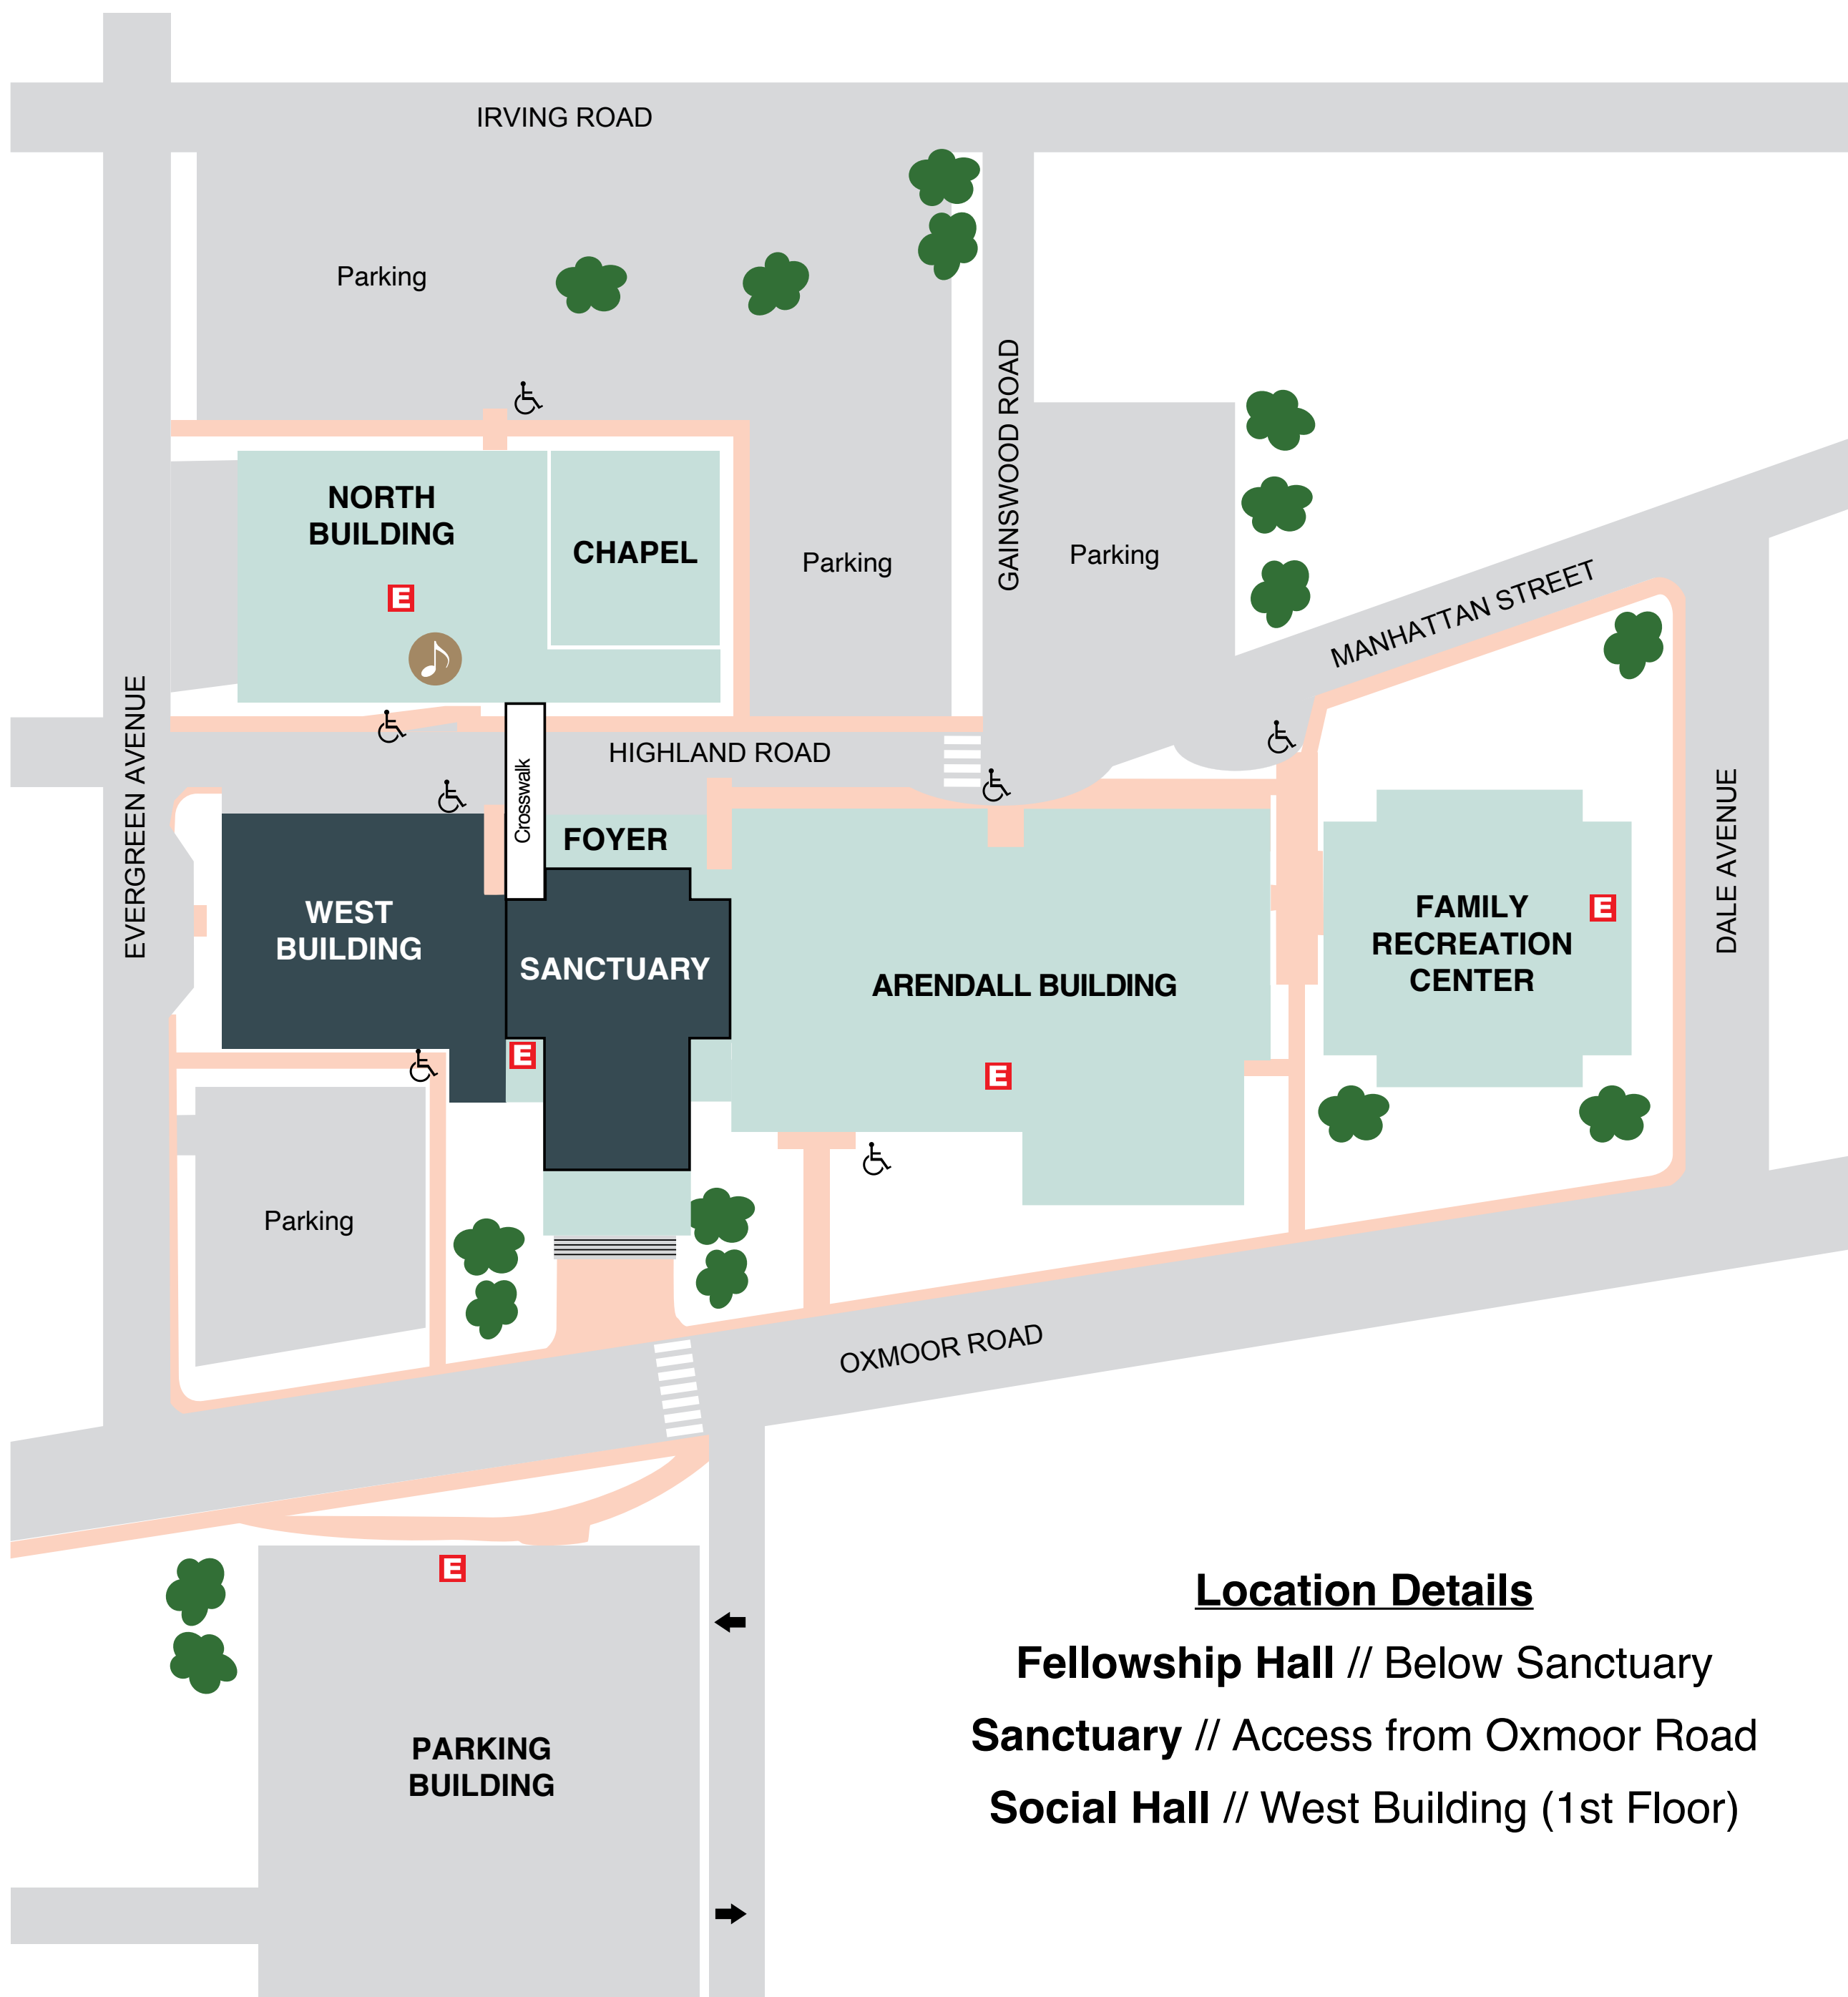 IRVING ROAD
Parking
GAINSWOOD ROAD
NORTH
BUILDING
CHAPEL
Parking
Parking
E
MANHATTAN STREET
EVERGREEN AVENUE
HIGHLAND ROAD
Crosswalk
FOYER
DALE AVENUE
WEST
BUILDING
SANCTUARY
ARENDALL BUILDING
FAMILY
RECREATION
CENTER
E
E
E
Parking
OXMOOR ROAD
E
PARKING
BUILDING
Location Details
Fellowship Hall // Below Sanctuary
Sanctuary // Access from Oxmoor Road
Social Hall // West Building (1st Floor)